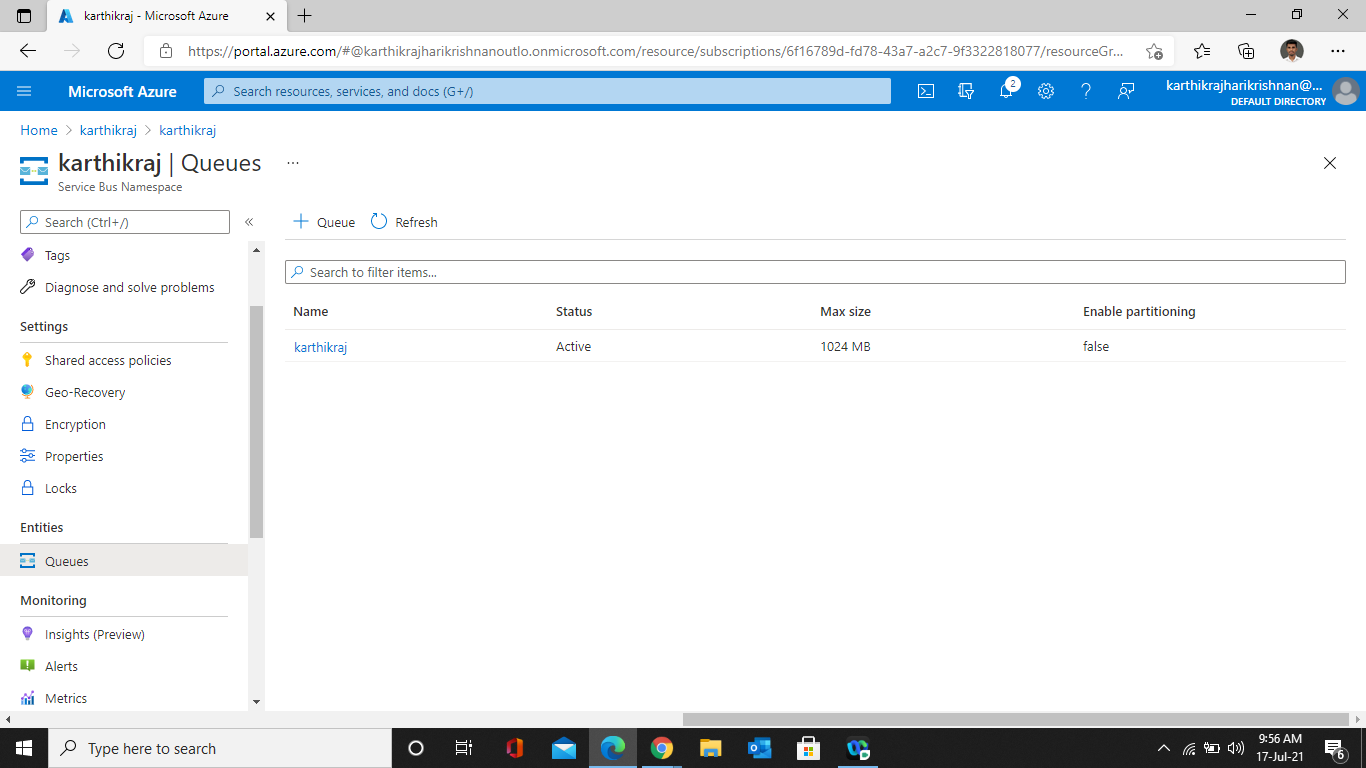 karthikraj - Microsoft Azure
https://portal.azure.com/#@karthikrajharikrishnanoutlo.onmicrosoft.com/resource/subscriptions/6f16789d-fd78-43a7-a2c7-9f3322818077/resourceGr...
Microsoft Azure
Search resources, services, and docs (G+/)
2
karthikrajharikrishnan@...
DEFAULT DIRECTORY
Home > karthikraj > karthikraj
karthikraj | Queues ...
Service Bus Namespace
Search (Ctrl+/)
«
Tags
Diagnose and solve problems
Settings
Shared access policies
Geo-Recovery
Encryption
Properties
Locks
Entities
Queues
Monitoring
Insights (Preview)
Alerts
Metrics
+ Queue Refresh
Search to filter items...
Name Status Max size Enable partitioning
karthikraj Active 1024 MB false
Type here to search
9:56 AM
17-Jul-21
6